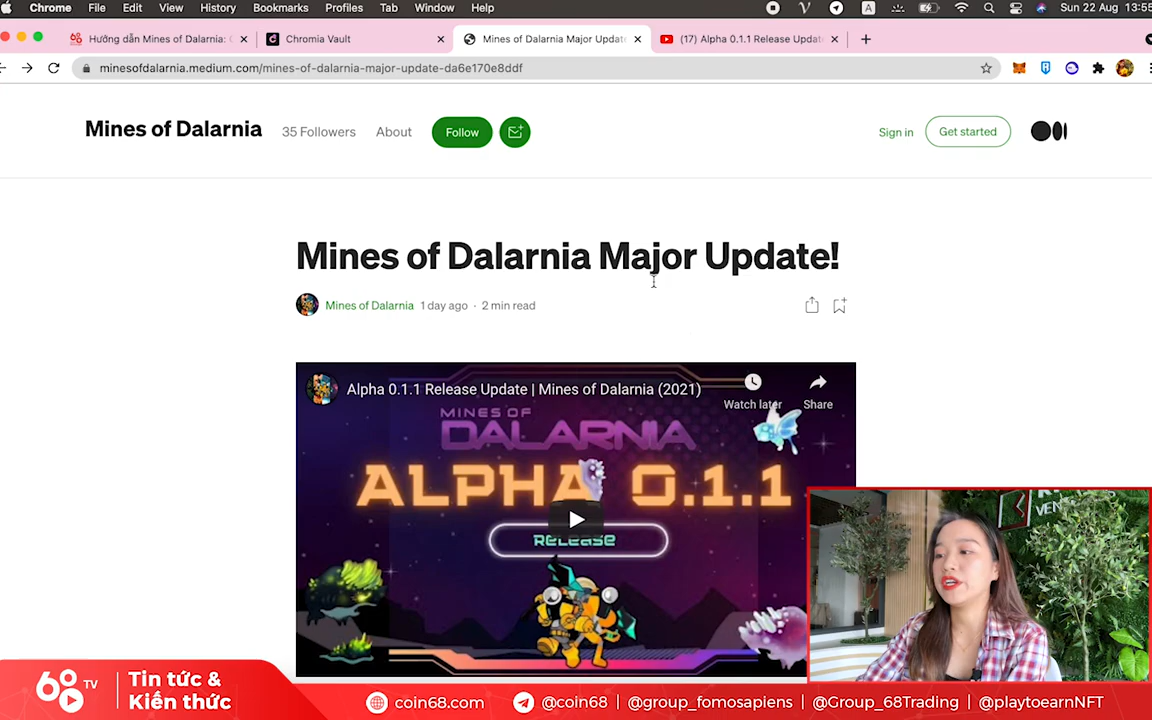 Chrome File Edit View History Bookmarks Profiles Tab Window Help A Sun 22 Aug 13:55
Hướng dẫn Mines of Dalarnia: Chromia Vault Mines of Dalarnia Major Update (17) Alpha 0.1.1 Release Update
minesofdalarnia.medium.com/mines-of-dalarnia-major-update-da6e170e8ddf
Mines of Dalarnia 35 Followers About Follow Sign in Get started
Mines of Dalarnia Major Update!
Mines of Dalarnia 1 day ago · 2 min read
Alpha 0.1.1 Release Update | Mines of Dalarnia (2021)
Watch later Share
MINES OF
DALARNIA
ALPHA 0.1.1
RELEASE
VEN
68 TV
Tin tức &
Kiến thức
coin68.com @coin68 | @group_fomosapiens | @Group_68Trading | @playtoearnNFT